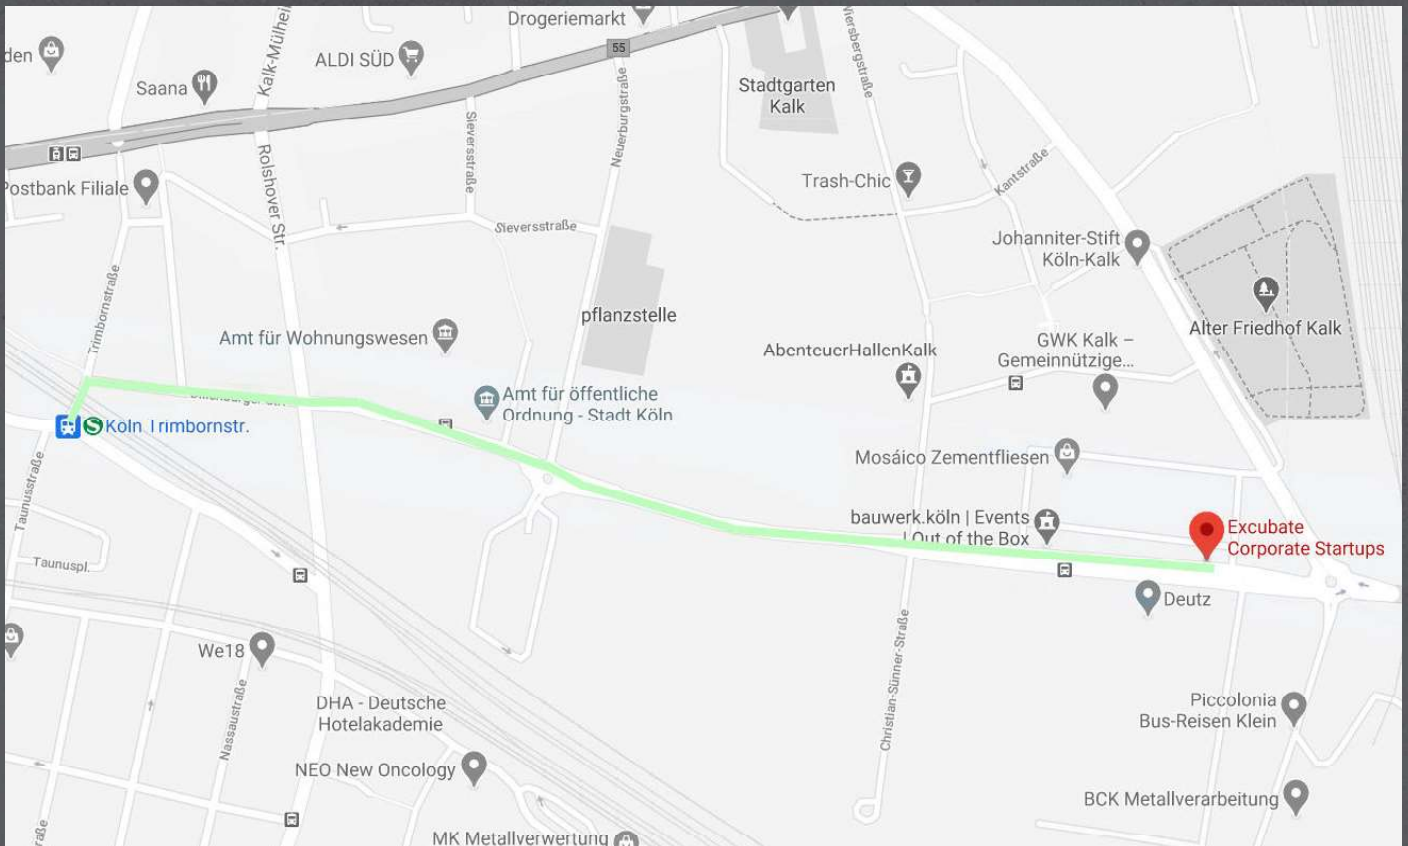 Drogeriemarkt
55
den
ALDI SÜD
Saana
Kalk-Mülhei
Wiersbergstraße
Stadtgarten
Kalk
Sieversstraße
Neuerburgstraße
Postbank Filiale
Rolshover Str.
Trash-Chic
Kantstraße
Sieversstraße
Johanniter-Stift
Köln-Kalk
Trimbornstraße
pflanzstelle
Amt für Wohnungswesen
Alter Friedhof Kalk
AbenteuerHallenKalk
GWK Kalk –
Gemeinnützige...
Amt für öffentliche
Ordnung - Stadt Köln
S Köln Trimbornstr.
Mosáico Zementfliesen
Taunusstraße
bauwerk.köln | Events
| Out of the Box
Excubate
Corporate Startups
Taunuspl.
Deutz
We18
Christian-Sünner-Straße
Nassaustraße
DHA - Deutsche
Hotelakademie
Piccolonia
Bus-Reisen Klein
NEO New Oncology
BCK Metallverarbeitung
MK Metallverwertung
straße